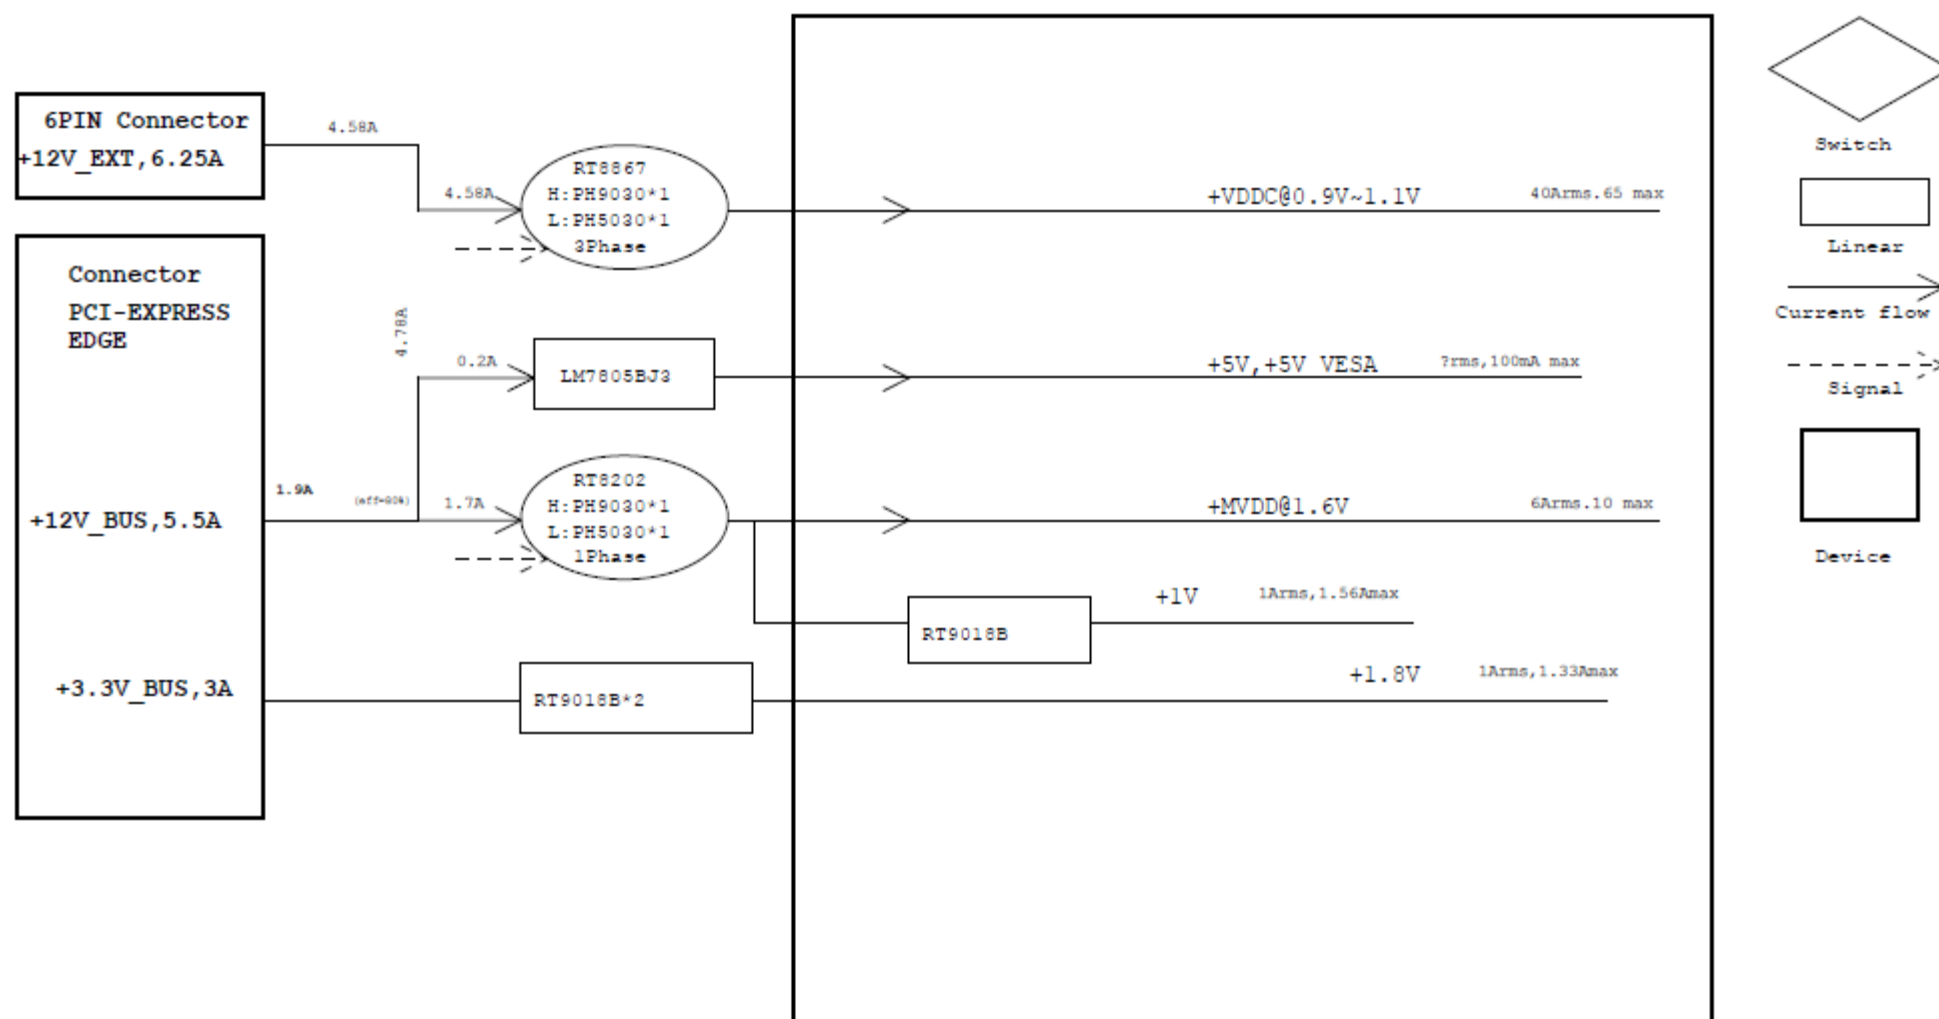 6PIN Connector
+12V_EXT,6.25A
4.58A
4.58A
RT8867
H:PH9030*1
L:PH5030*1
3Phase
+VDDC@0.9V~1.1V
40Arms.65 max
Connector
PCI-EXPRESS
EDGE
4.78A
0.2A
LM7805BJ3
+5V,+5V VESA
?rms,100mA max
+12V_BUS,5.5A
1.9A
(eff=80%)
1.7A
RT8202
H:PH9030*1
L:PH5030*1
1Phase
+MVDD@1.6V
6Arms.10 max
RT9018B
+1V
1Arms,1.56Amax
+3.3V_BUS,3A
RT9018B*2
+1.8V
1Arms,1.33Amax
Switch
Linear
Current flow
Signal
Device